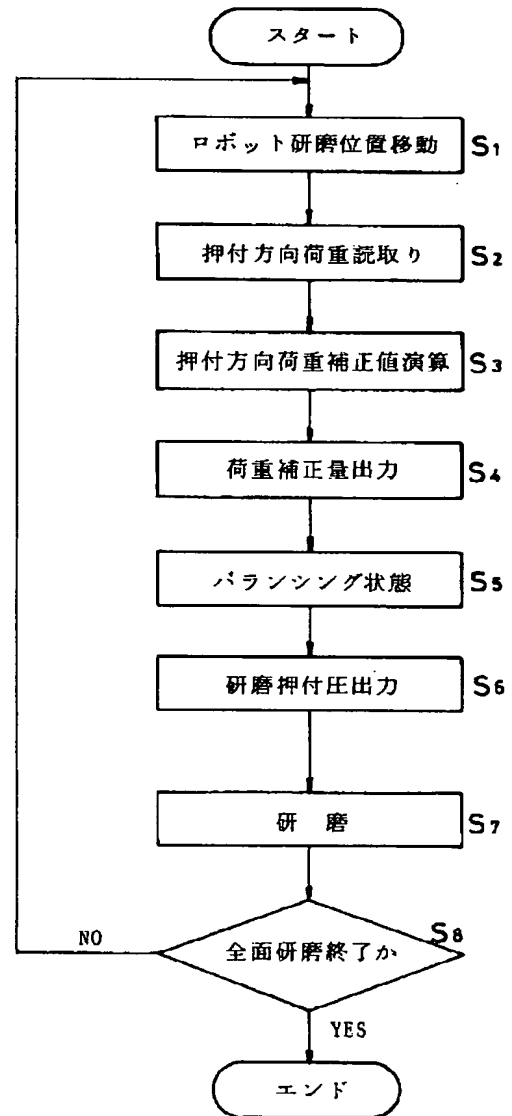 スタート
ロボット研磨位置移動 S1
押付方向荷重読取り S2
押付方向荷重補正値演算 S3
荷重補正量出力 S4
バランシング状態 S5
研磨押付圧出力 S6
研磨 S7
全面研磨終了か S8
NO
YES
エンド